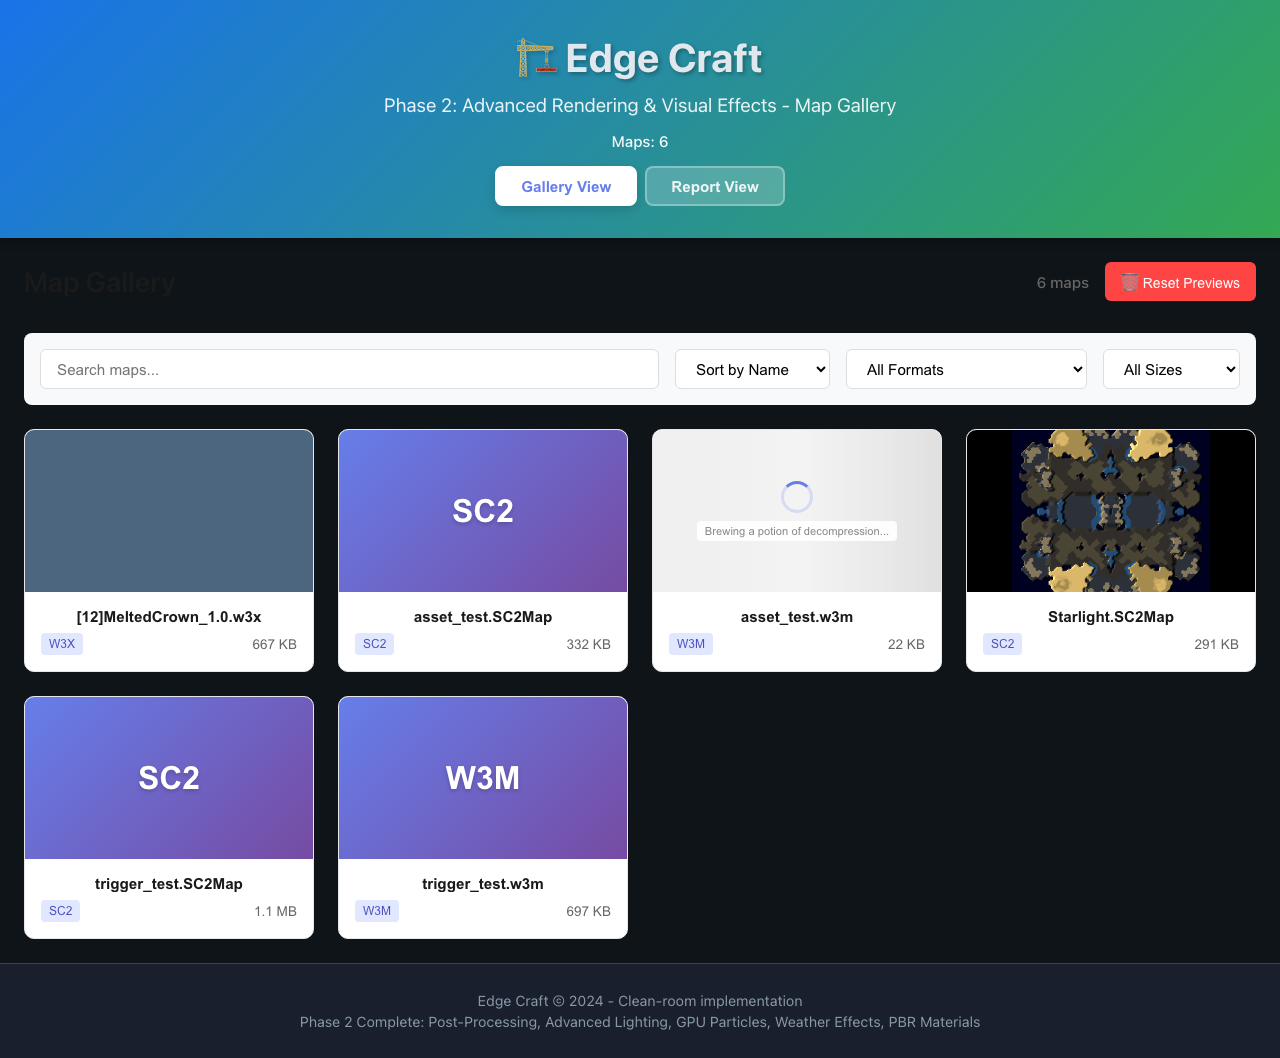 🏗️ Edge Craft
Phase 2: Advanced Rendering & Visual Effects - Map Gallery
Maps: 6
Gallery View
Report View
Map Gallery
6 maps
🗑️ Reset Previews
Search maps...
Sort by Name
All Formats
All Sizes
[12]MeltedCrown_1.0.w3x
W3X
667 KB
SC2
asset_test.SC2Map
SC2
332 KB
Brewing a potion of decompression...
asset_test.w3m
W3M
22 KB
Starlight.SC2Map
SC2
291 KB
SC2
trigger_test.SC2Map
SC2
1.1 MB
W3M
trigger_test.w3m
W3M
697 KB
Edge Craft © 2024 - Clean-room implementation
Phase 2 Complete: Post-Processing, Advanced Lighting, GPU Particles, Weather Effects, PBR Materials